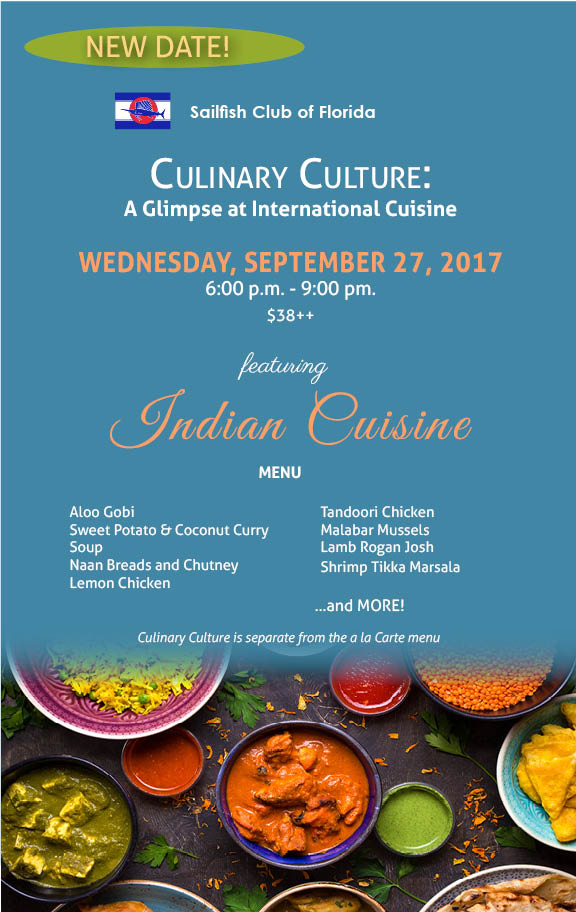 NEW DATE!
Sailfish Club of Florida
CULINARY CULTURE:
A Glimpse at International Cuisine
WEDNESDAY, SEPTEMBER 27, 2017
6:00 p.m. - 9:00 pm.
$38++
featuring
Indian Cuisine
MENU
Aloo Gobi
Sweet Potato & Coconut Curry
Soup
Naan Breads and Chutney
Lemon Chicken
Tandoori Chicken
Malabar Mussels
Lamb Rogan Josh
Shrimp Tikka Marsala
...and MORE!
Culinary Culture is separate from the a la Carte menu